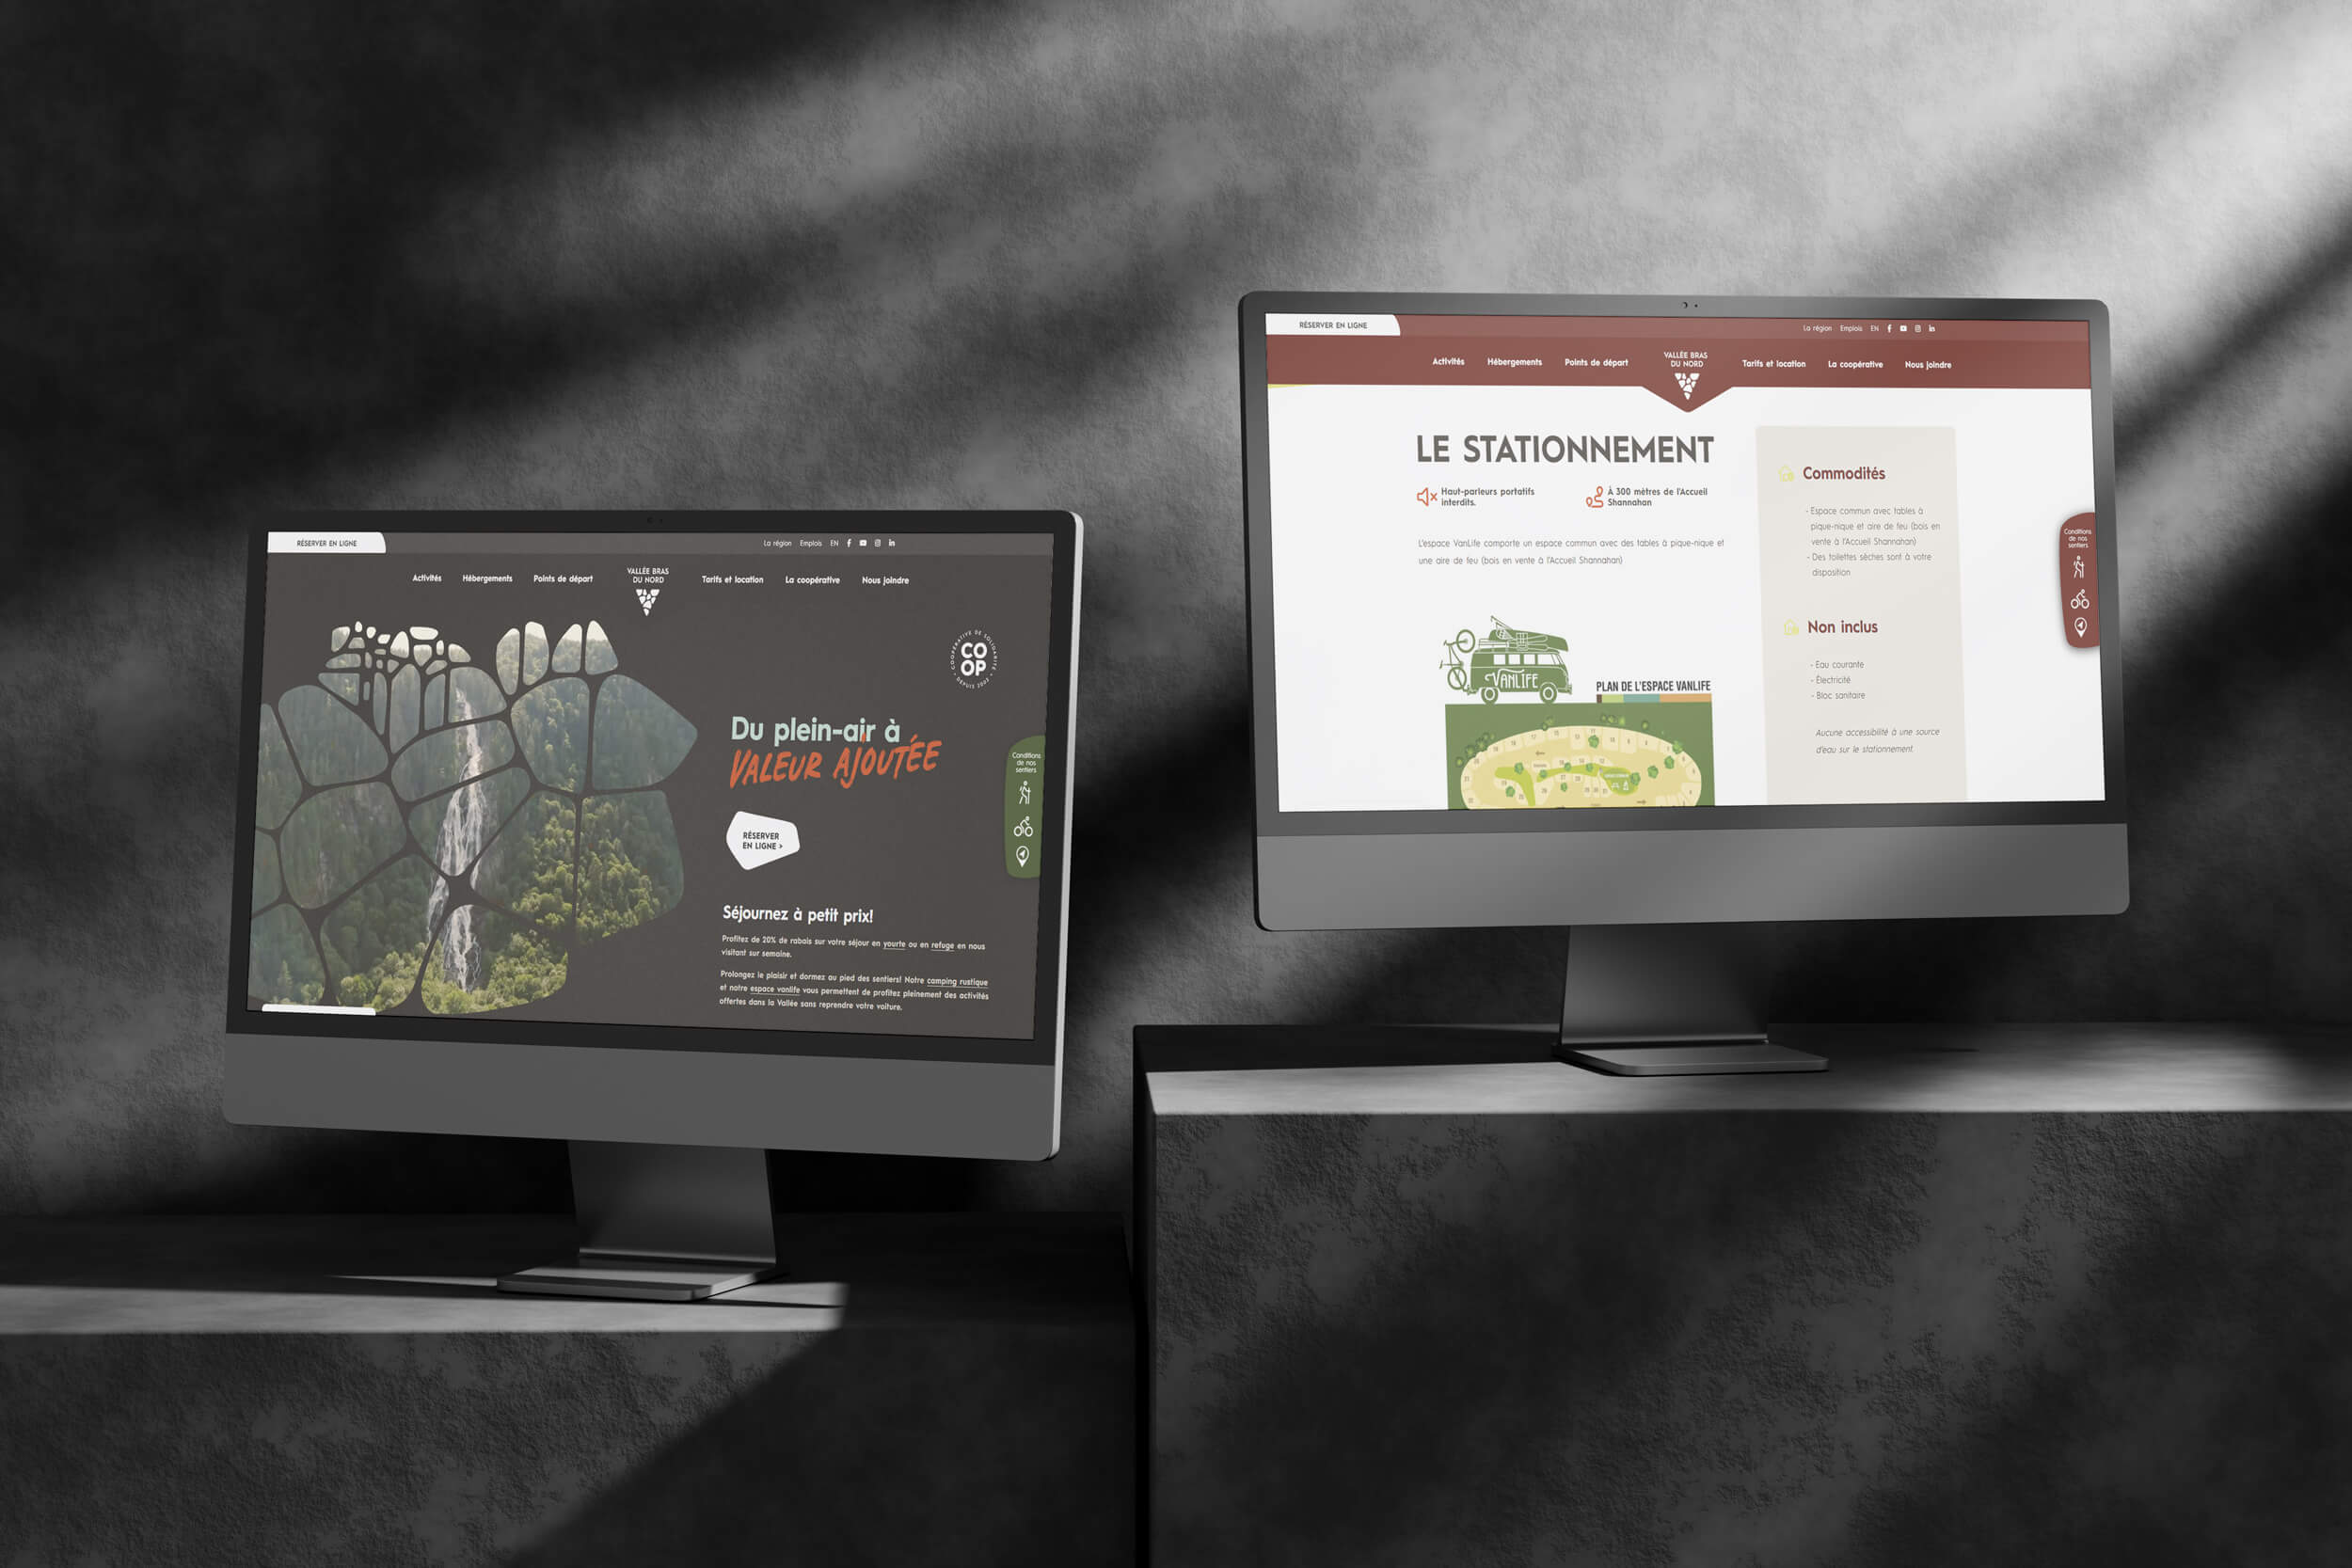 RÉSERVER EN LIGNE
La région Emplois EN
Activités Hébergements Points de départ
VALLÉE BRAS
DU NORD
Tarifs et location La coopérative Nous joindre
COOPÉRATIVE DE SOLIDARITÉ
CO
OP
DEPUIS 2002
Du plein-air à
VALEUR AJOUTÉE
RÉSERVER
EN LIGNE >
Conditions
de nos
sentiers
Séjournez à petit prix!
Profitez de 20% de rabais sur votre séjour en yourte ou en refuge en nous
visitant sur semaine.
Prolongez le plaisir et dormez au pied des sentiers! Notre camping rustique
et notre espace vanlife vous permettent de profitez pleinement des activités
offertes dans la Vallée sans reprendre votre voiture.
RÉSERVER EN LIGNE
La région Emplois EN
Activités Hébergements Points de départ
VALLÉE BRAS
DU NORD
Tarifs et location La coopérative Nous joindre
LE STATIONNEMENT
Haut-parleurs portatifs
interdits.
À 300 mètres de l'Accueil
Shannahan
L'espace VanLife comporte un espace commun avec des tables à pique-nique et
une aire de feu (bois en vente à l'Accueil Shannahan)
VANLIFE
PLAN DE L'ESPACE VANLIFE
Commodités
- Espace commun avec tables à
pique-nique et aire de feu (bois en
vente à l'Accueil Shannahan)
- Des toilettes sèches sont à votre
disposition
Non inclus
- Eau courante
- Électricité
- Bloc sanitaire
Aucune accessibilité à une source
d'eau sur le stationnement
Conditions
de nos
sentiers